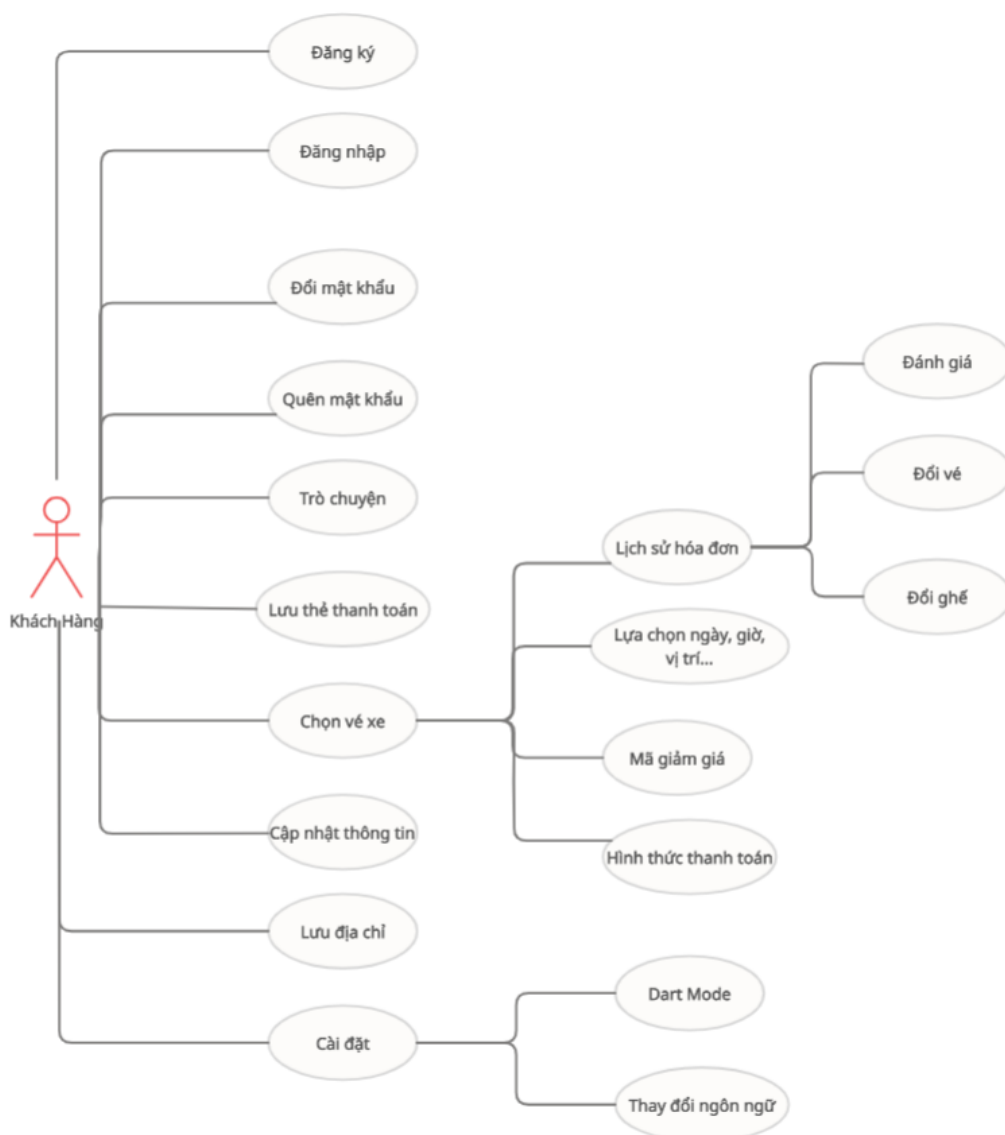 Đăng ký
Đăng nhập
Đổi mật khẩu
Quên mật khẩu
Trò chuyện
Khách Hàng
Lưu thẻ thanh toán
Chọn vé xe
Cập nhật thông tin
Lưu địa chỉ
Cài đặt
Lịch sử hóa đơn
Lựa chọn ngày, giờ,
vị trí...
Mã giảm giá
Hình thức thanh toán
Dart Mode
Thay đổi ngôn ngữ
Đánh giá
Đổi vé
Đổi ghế